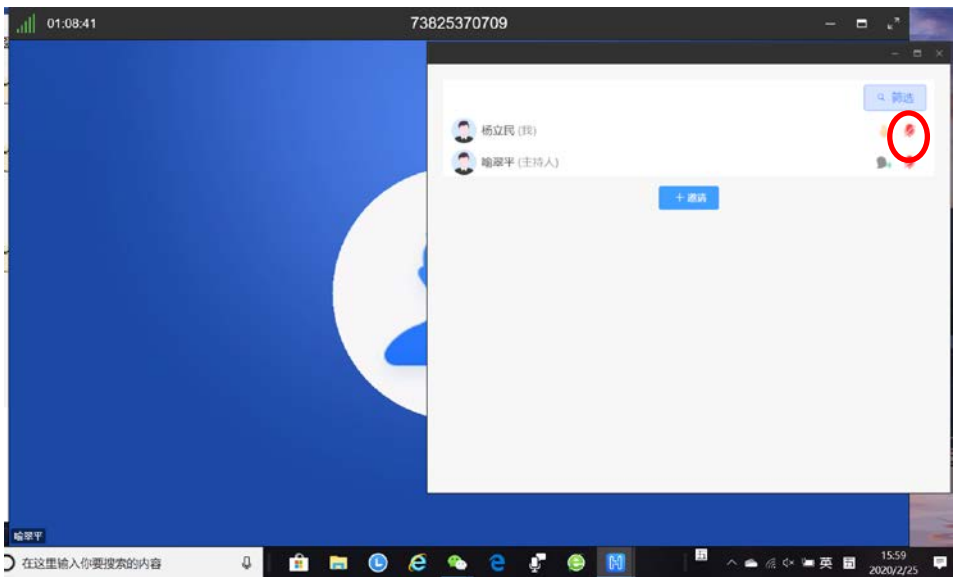 01:08:41
73825370709
筛选
杨立民 (我)
喻翠平 (主持人)
+ 邀请
喻翠平
在这里输入你要搜索的内容
英
五
15:59
2020/2/25